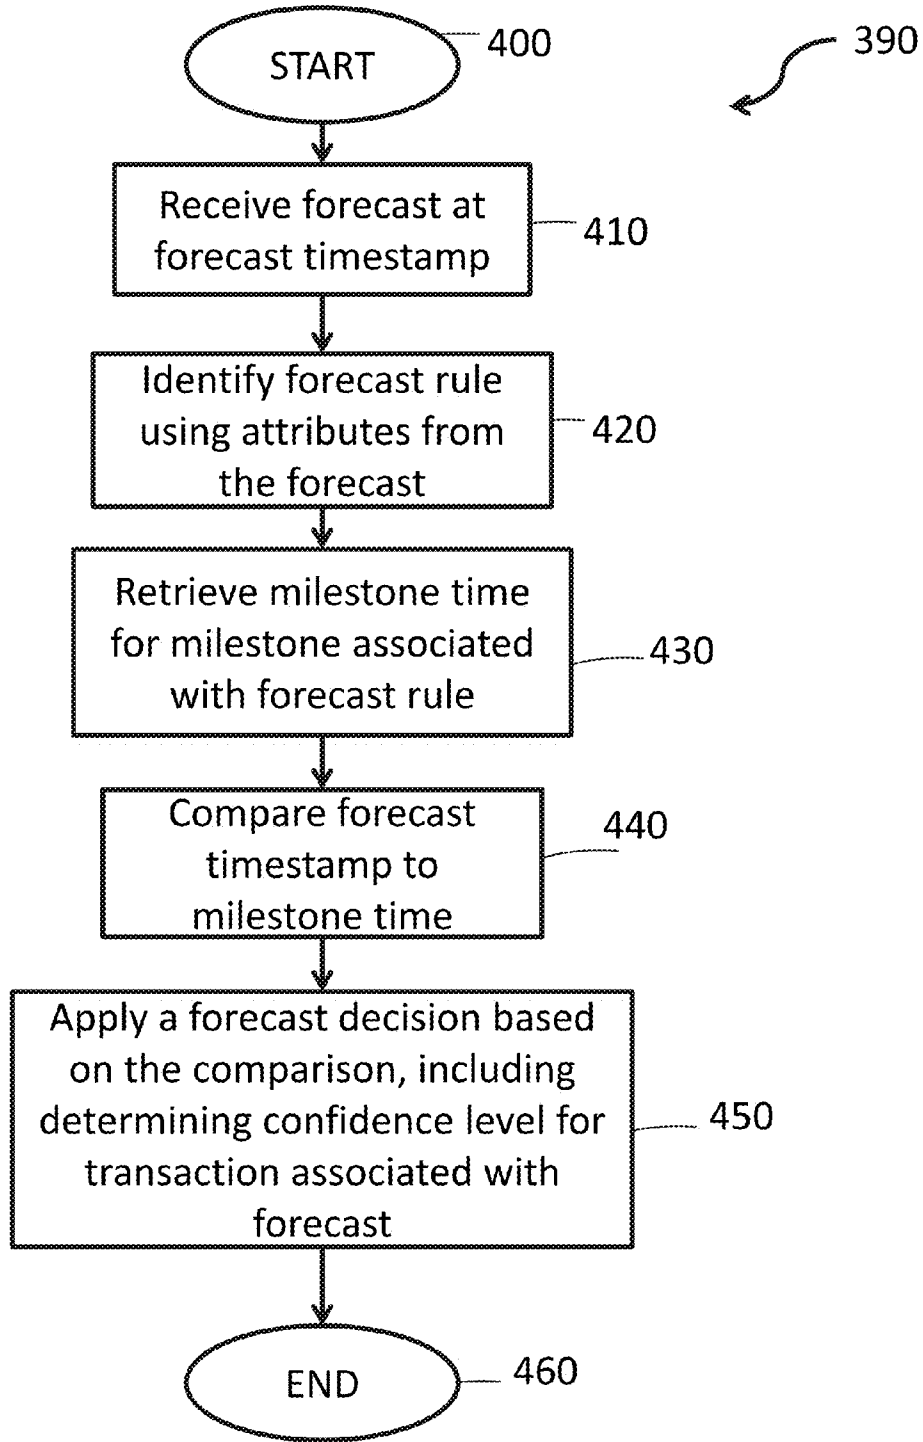 START
400
390
Receive forecast at
forecast timestamp
410
Identify forecast rule
using attributes from
the forecast
420
Retrieve milestone time
for milestone associated
with forecast rule
430
Compare forecast
timestamp to
milestone time
440
Apply a forecast decision based
on the comparison, including
determining confidence level for
transaction associated with
forecast
450
END
460